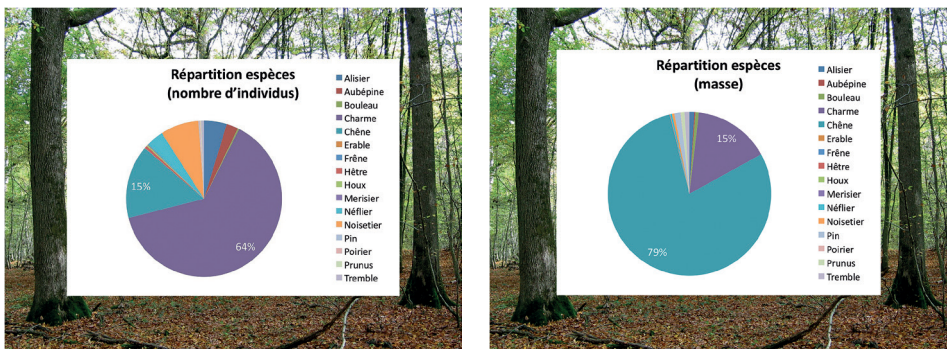 Répartition espèces
(nombre d'individus)
Alisier
Aubépine
Bouleau
Charme
Chêne
Erable
Frêne
Hêtre
Houx
Merisier
Néflier
Noisetier
Pin
Poirier
Prunus
Tremble
15%
64%
Répartition espèces
(masse)
Alisier
Aubépine
Bouleau
Charme
Chêne
Erable
Frêne
Hêtre
Houx
Merisier
Néflier
Noisetier
Pin
Poirier
Prunus
Tremble
15%
79%